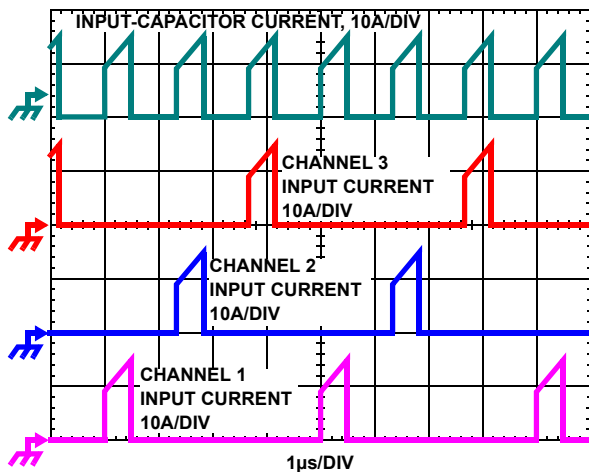 INPUT-CAPACITOR CURRENT, 10A/DIV
CHANNEL 3
INPUT CURRENT
10A/DIV
CHANNEL 2
INPUT CURRENT
10A/DIV
CHANNEL 1
INPUT CURRENT
10A/DIV
1µs/DIV